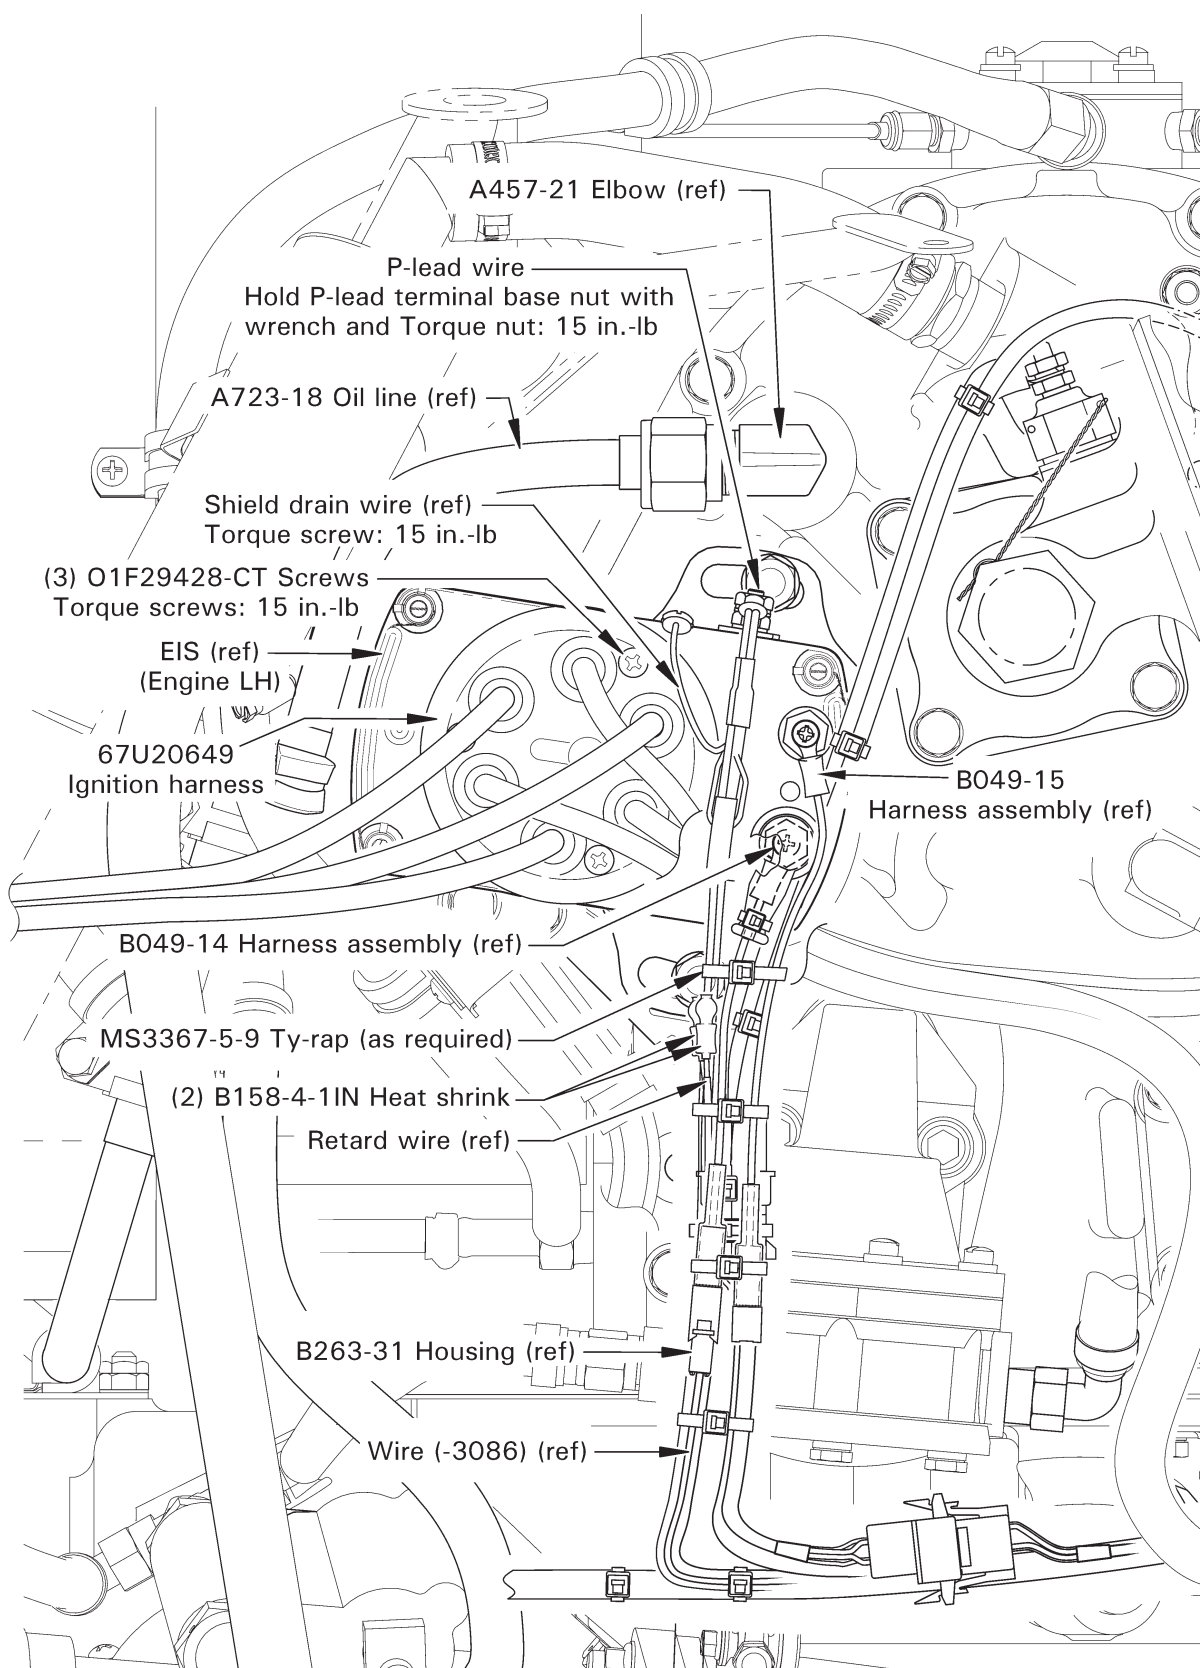 A457-21 Elbow (ref)
P-lead wire
Hold P-lead terminal base nut with
wrench and Torque nut: 15 in.-lb
A723-18 Oil line (ref)
Shield drain wire (ref)
Torque screw: 15 in.-lb
(3) O1F29428-CT Screws
Torque screws: 15 in.-lb
EIS (ref)
(Engine LH)
67U20649
Ignition harness
B049-15
Harness assembly (ref)
B049-14 Harness assembly (ref)
MS3367-5-9 Ty-rap (as required)
(2) B158-4-1IN Heat shrink
Retard wire (ref)
B263-31 Housing (ref)
Wire (-3086) (ref)